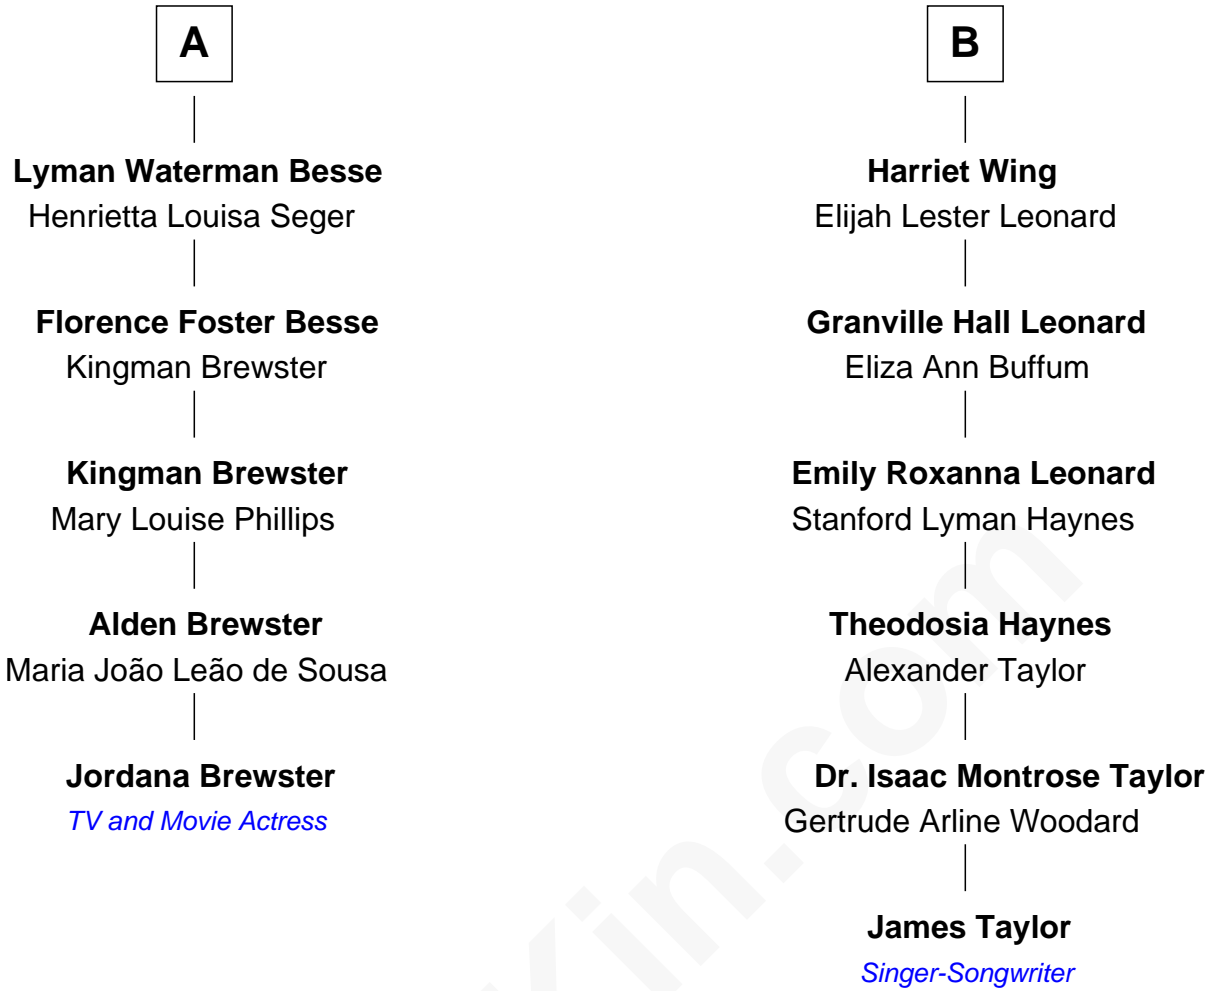 A
Lyman Waterman Besse
Henrietta Louisa Seger
Florence Foster Besse
Kingman Brewster
Kingman Brewster
Mary Louise Phillips
Alden Brewster
Maria João Leão de Sousa
Jordana Brewster
TV and Movie Actress
B
Harriet Wing
Elijah Lester Leonard
Granville Hall Leonard
Eliza Ann Buffum
Emily Roxanna Leonard
Stanford Lyman Haynes
Theodosia Haynes
Alexander Taylor
Dr. Isaac Montrose Taylor
Gertrude Arline Woodard
James Taylor
Singer-Songwriter
Kin.com